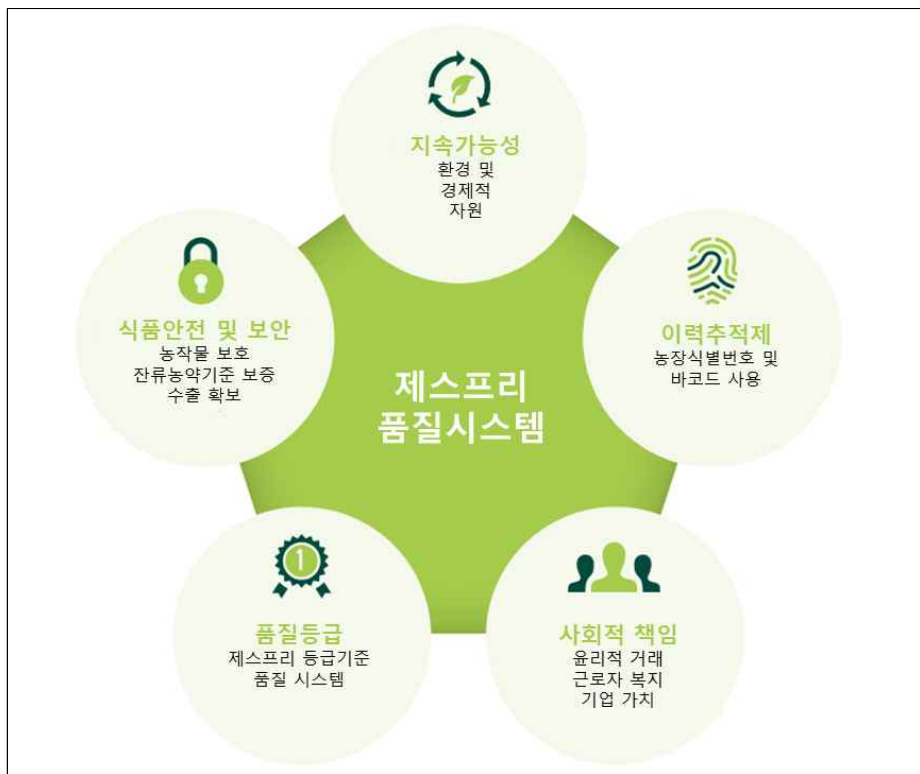 지속가능성
환경 및
경제적
자원
식품안전 및 보안
농작물 보호
잔류농약기준 보증
수출 확보
이력추적제
농장식별번호 및
바코드 사용
제스프리
품질시스템
1
품질등급
제스프리 등급기준
품질 시스템
사회적 책임
윤리적 거래
근로자 복지
기업 가치